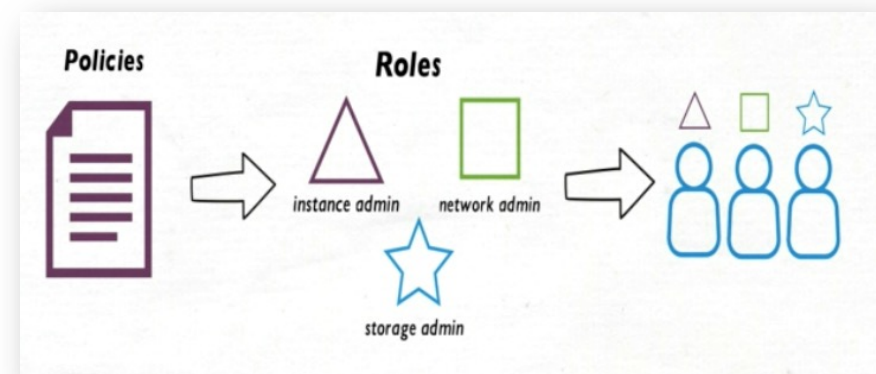 Policies
Roles
instance admin
network admin
storage admin